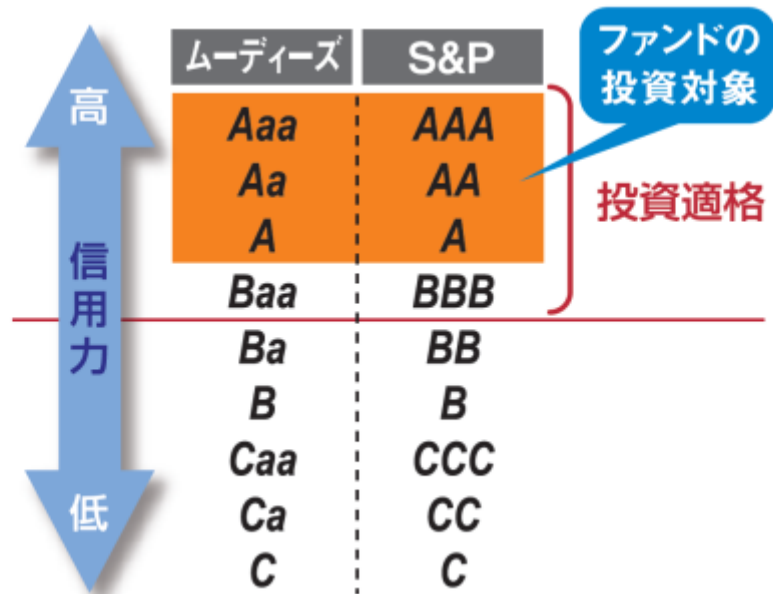 ムーディーズ S&P
ファンドの
投資対象
高
Aaa AAA
Aa AA
A A
投資適格
Baa BBB
信用力
Ba BB
B B
Caa CCC
Ca CC
低
C C